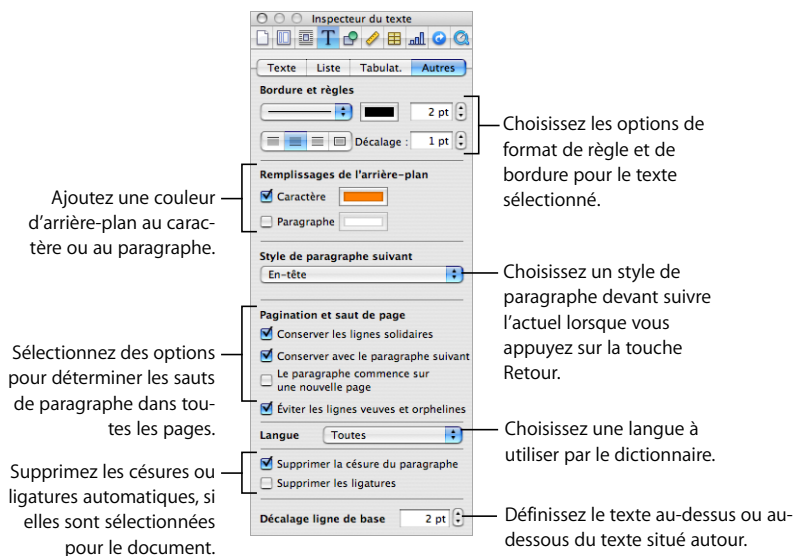 Inspecteur du texte
Texte Liste Tabulat. Autres
Bordure et règles
2 pt
Décalage : 1 pt
Choisissez les options de
format de règle et de
bordure pour le texte
sélectionné.
Remplissages de l'arrière-plan
Caractère
Paragraphe
Ajoutez une couleur
d'arrière-plan au carac-
tère ou au paragraphe.
Style de paragraphe suivant
En-tête
Choisissez un style de
paragraphe devant suivre
l'actuel lorsque vous
appuyez sur la touche
Retour.
Pagination et saut de page
Conserver les lignes solidaires
Conserver avec le paragraphe suivant
Le paragraphe commence sur
une nouvelle page
Éviter les lignes veuves et orphelines
Sélectionnez des options
pour déterminer les sauts
de paragraphe dans tou-
tes les pages.
Langue Toutes
Choisissez une langue à
utiliser par le dictionnaire.
Supprimer la césure du paragraphe
Supprimer les ligatures
Supprimez les césures ou
ligatures automatiques, si
elles sont sélectionnées
pour le document.
Décalage ligne de base 2 pt
Définissez le texte au-dessus ou au-
dessous du texte situé autour.